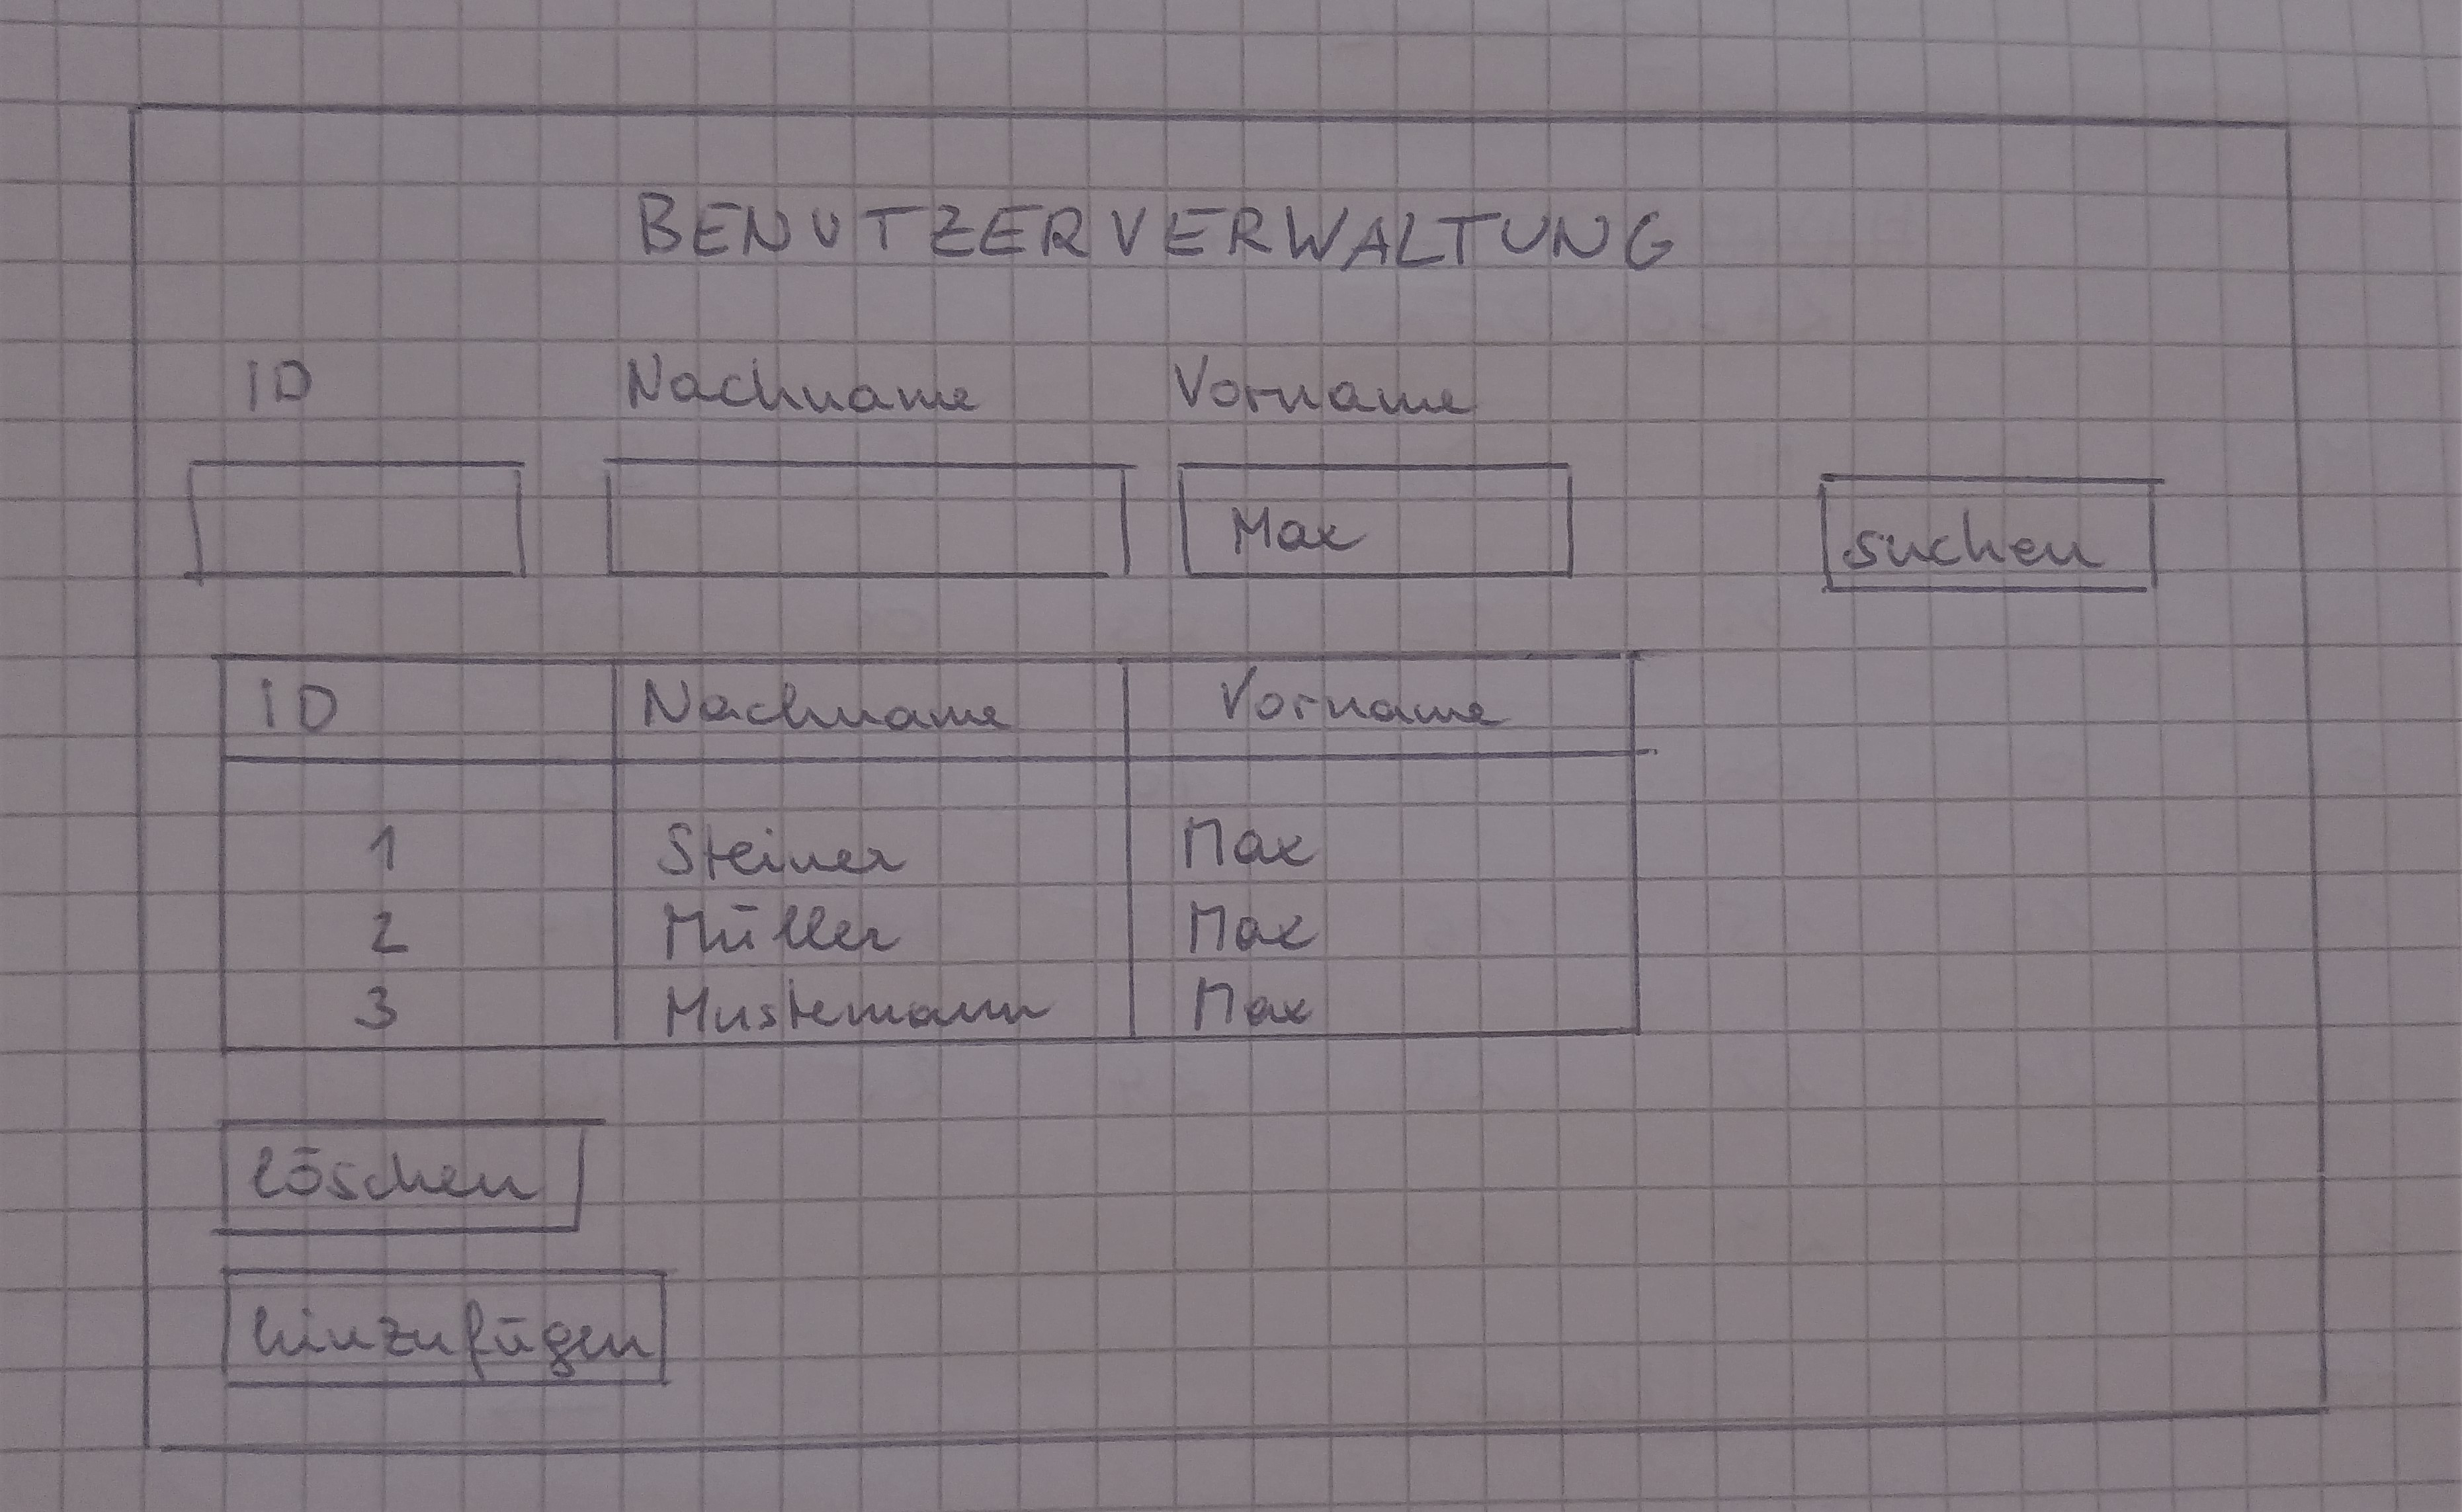 BENUTZERVERWALTUNG
ID Nachname Vorname
Max suchen
ID Nachname Vorname
1 Steiner Max
2 Müller Max
3 Mustemann Max
löschen
hinzufügen